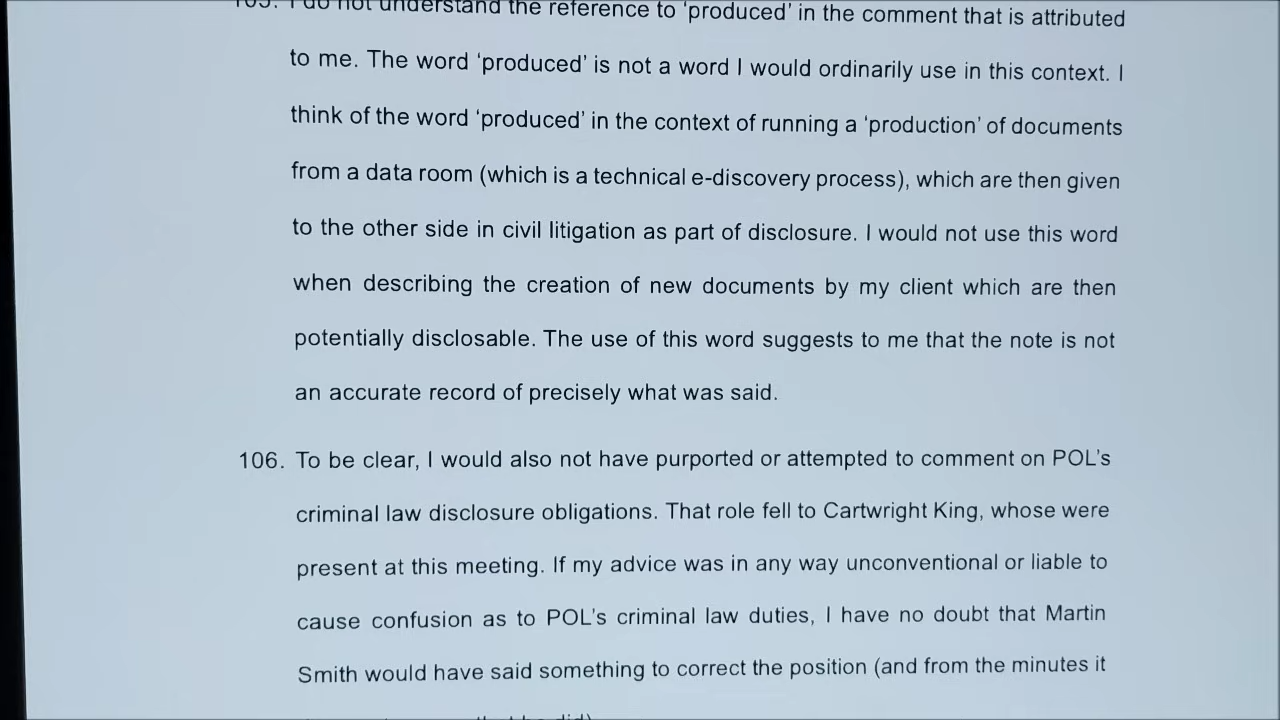 105. I do not understand the reference to ‘produced’ in the comment that is attributed
to me. The word ‘produced’ is not a word I would ordinarily use in this context. I
think of the word ‘produced’ in the context of running a ‘production’ of documents
from a data room (which is a technical e-discovery process), which are then given
to the other side in civil litigation as part of disclosure. I would not use this word
when describing the creation of new documents by my client which are then
potentially disclosable. The use of this word suggests to me that the note is not
an accurate record of precisely what was said.
106. To be clear, I would also not have purported or attempted to comment on POL’s
criminal law disclosure obligations. That role fell to Cartwright King, whose were
present at this meeting. If my advice was in any way unconventional or liable to
cause confusion as to POL’s criminal law duties, I have no doubt that Martin
Smith would have said something to correct the position (and from the minutes it
that he did)